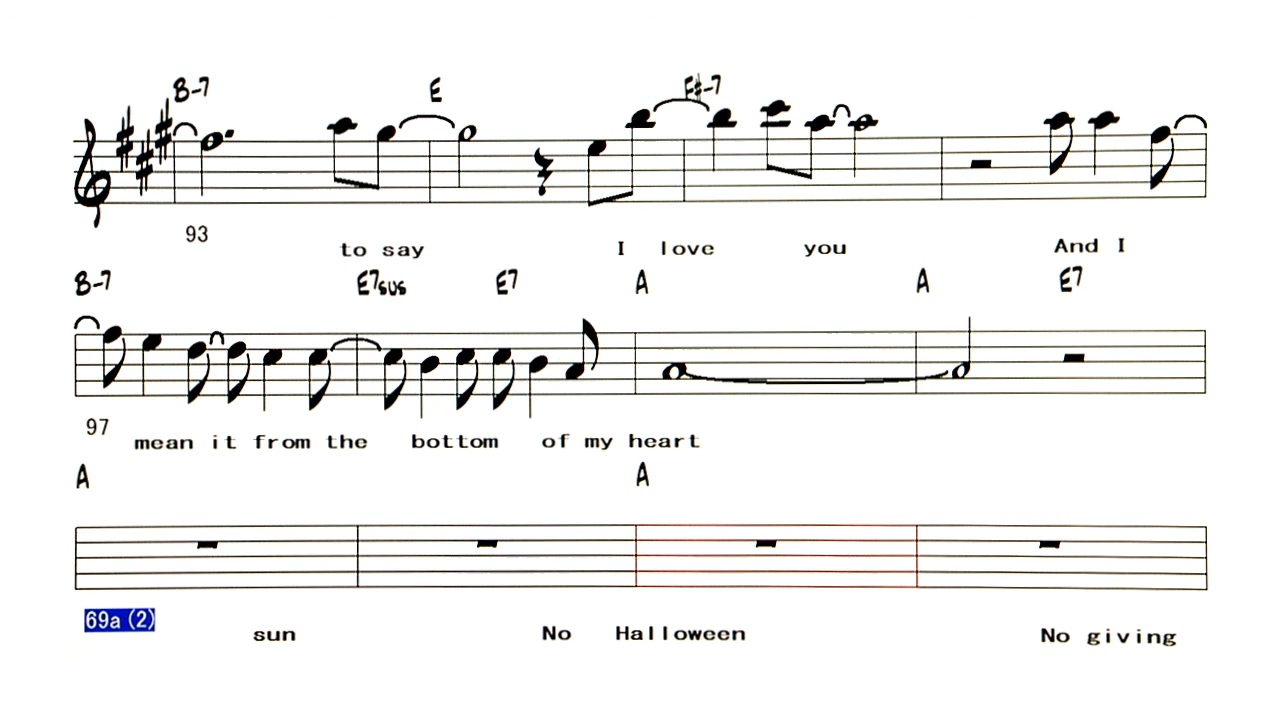 B-7 E F#-7
93
to say I love you And I
B-7 E7sus E7 A A E7
97
mean it from the bottom of my heart
A A
69a (2)
sun No Halloween No giving